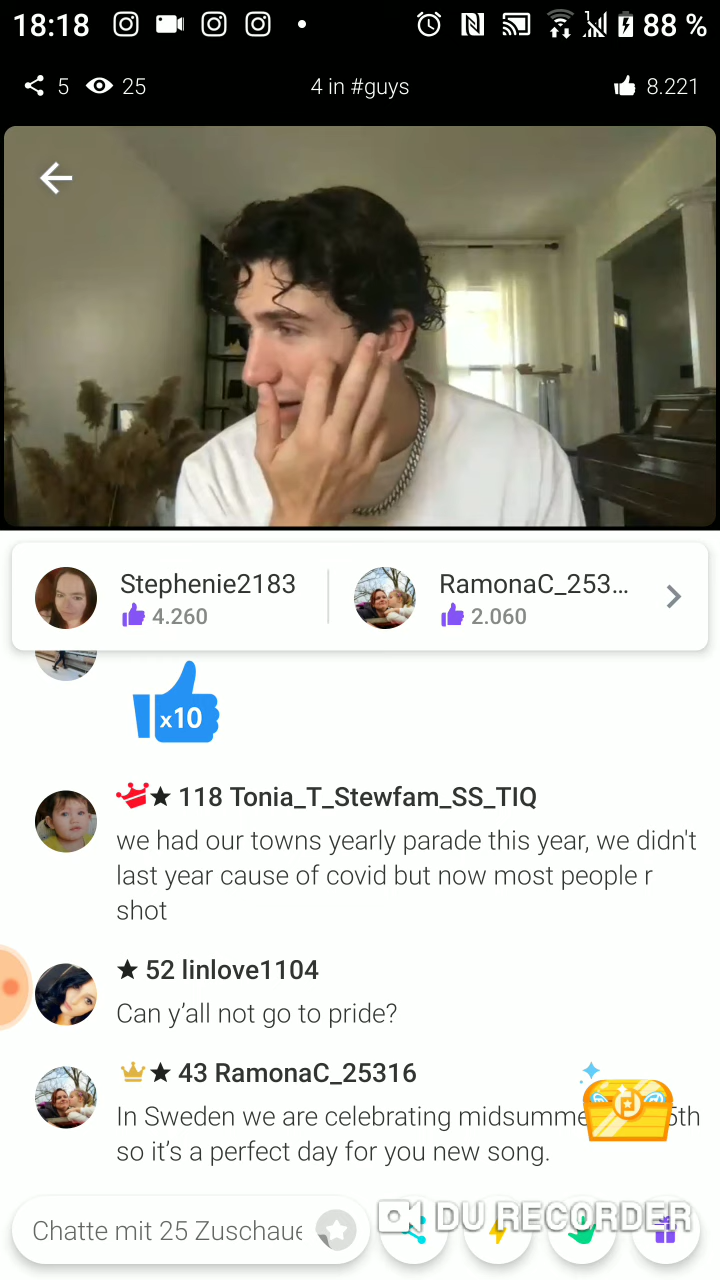 18:18
88 %
5 25 4 in #guys 8.221
Stephenie2183 RamonaC_253...
4.260 2.060
x10
118 Tonia_T_Stewfam_SS_TIQ
we had our towns yearly parade this year, we didn't
last year cause of covid but now most people r
shot
52 linlove1104
Can y’all not go to pride?
43 RamonaC_25316
In Sweden we are celebrating midsumme 5th
so it’s a perfect day for you new song.
Chatte mit 25 Zuschaue
DU RECORDER